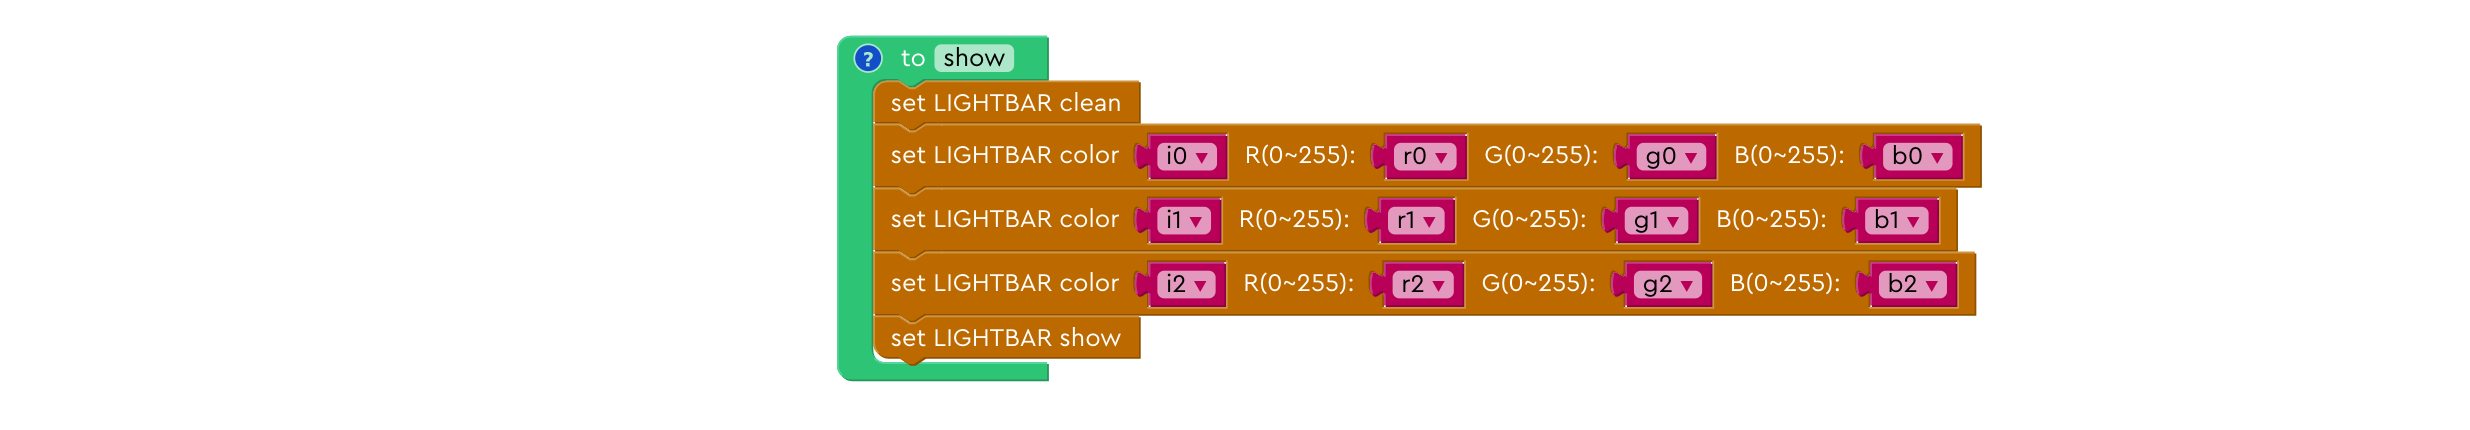 ? to show
set LIGHTBAR clean
set LIGHTBAR color i0 ▼ R(0~255): r0 ▼ G(0~255): g0 ▼ B(0~255): b0 ▼
set LIGHTBAR color i1 ▼ R(0~255): r1 ▼ G(0~255): g1 ▼ B(0~255): b1 ▼
set LIGHTBAR color i2 ▼ R(0~255): r2 ▼ G(0~255): g2 ▼ B(0~255): b2 ▼
set LIGHTBAR show